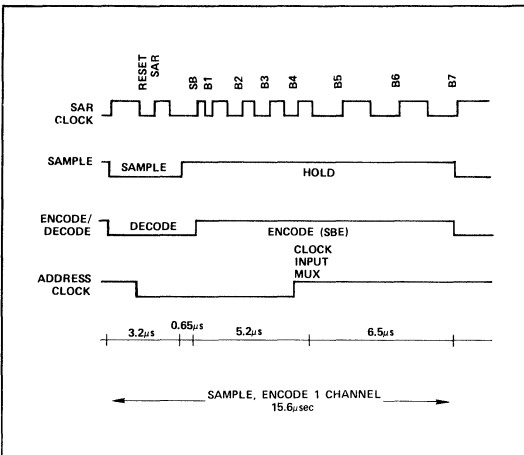 RESET
SAR
SB
B1
B2
B3
B4
B5
B6
B7
SAR
CLOCK
SAMPLE
SAMPLE
HOLD
ENCODE/
DECODE
DECODE
ENCODE (SBE)
CLOCK
INPUT
MUX
ADDRESS
CLOCK
3.2μs
0.65μs
5.2μs
6.5μs
SAMPLE, ENCODE 1 CHANNEL
15.6μsec